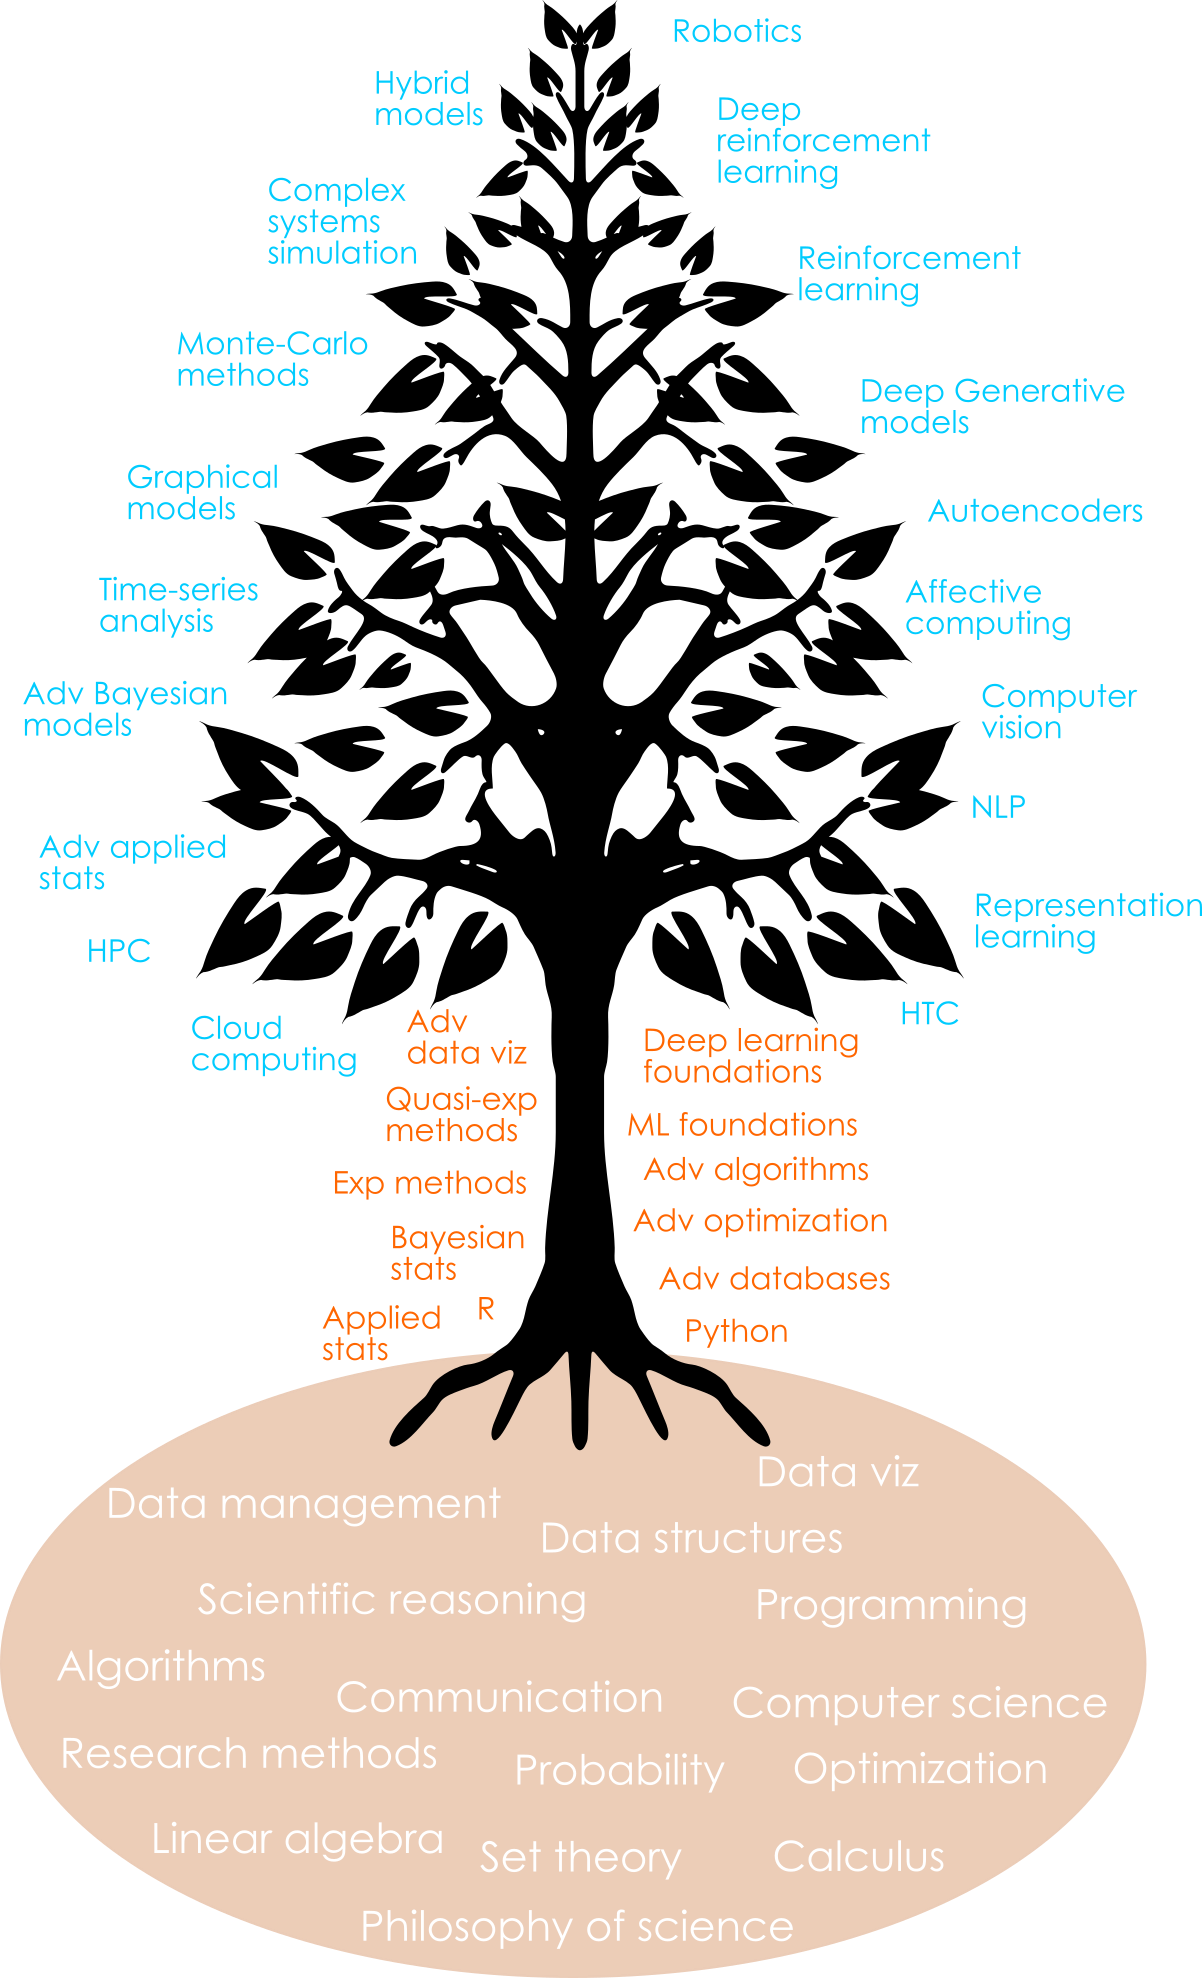 Robotics
Hybrid
models
Deep
reinforcement
learning
Complex
systems
simulation
Reinforcement
learning
Monte-Carlo
methods
Deep Generative
models
Graphical
models
Autoencoders
Time-series
analysis
Affective
computing
Adv Bayesian
models
Computer
vision
NLP
Adv applied
stats
Representation
learning
HPC
HTC
Cloud
computing
Adv
data viz
Deep learning
foundations
Quasi-exp
methods
ML foundations
Adv algorithms
Exp methods
Adv optimization
Bayesian
stats
Adv databases
R
Applied
stats
Python
Data viz
Data management
Data structures
Scientific reasoning
Programming
Algorithms
Communication
Computer science
Research methods
Probability
Optimization
Linear algebra
Set theory
Calculus
Philosophy of science